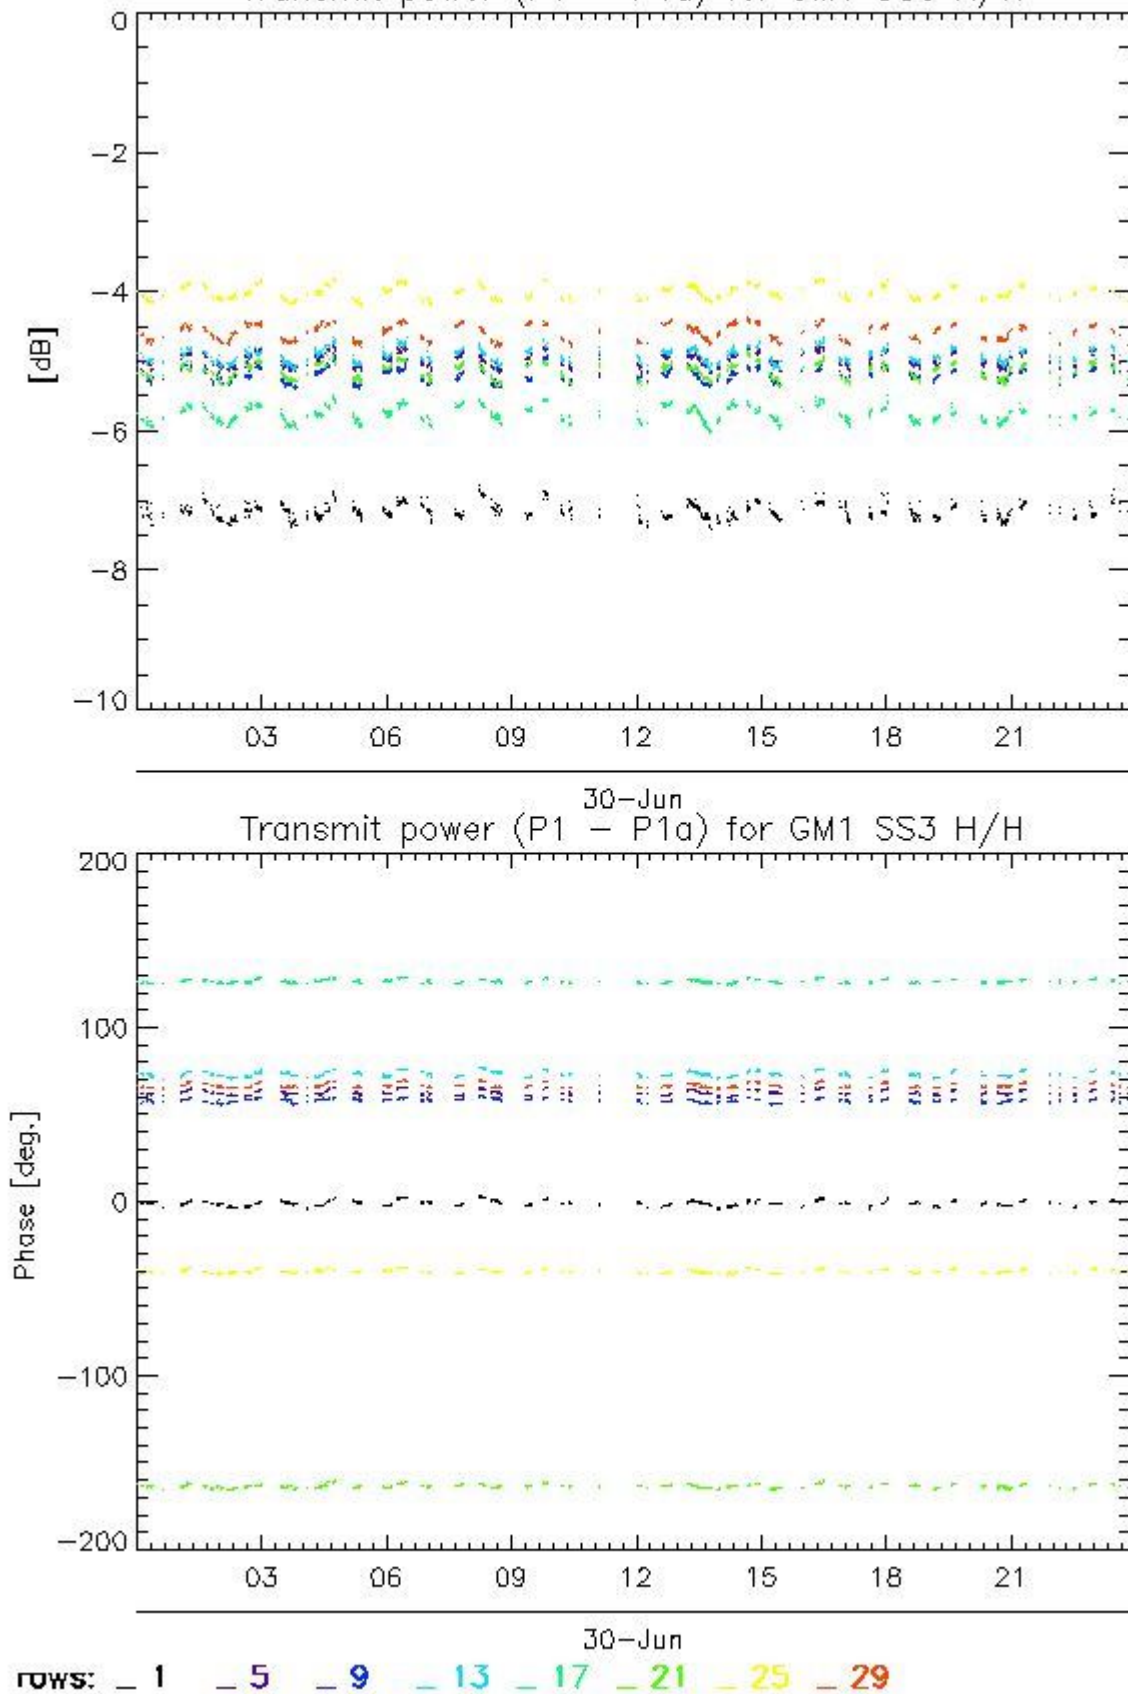 0
−2
−4
−6
−8
−10
[dB]
03 06 09 12 15 18 21
30−Jun
Transmit power (P1 − P1a) for GM1 SS3 H/H
200
100
0
−100
−200
Phase [deg.]
03 06 09 12 15 18 21
30−Jun
rows: _ 1 _ 5 _ 9 _ 13 _ 17 _ 21 _ 25 _ 29